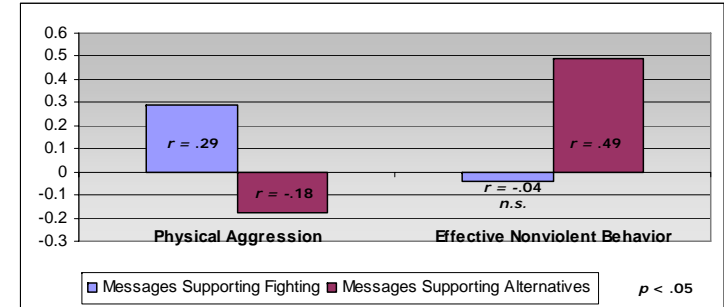 0.6
0.5
0.4
0.3
0.2
0.1
0
-0.1
-0.2
-0.3
r = .29
r = -.18
r = -.04
n.s.
r = .49
Physical Aggression
Effective Nonviolent Behavior
Messages Supporting Fighting
Messages Supporting Alternatives
p < .05